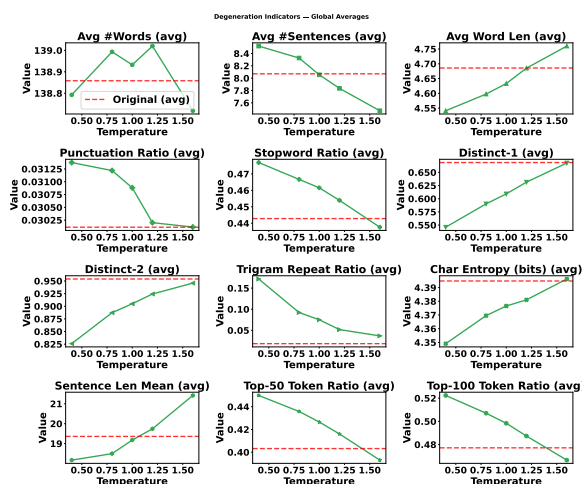 Degeneration Indicators — Global Averages
Avg #Words (avg)
Value
139.0
138.9
138.8
Original (avg)
0.50 0.75 1.00 1.25 1.50
Temperature
Avg #Sentences (avg)
Value
8.4
8.2
8.0
7.8
7.6
0.50 0.75 1.00 1.25 1.50
Temperature
Avg Word Len (avg)
Value
4.75
4.70
4.65
4.60
4.55
0.50 0.75 1.00 1.25 1.50
Temperature
Punctuation Ratio (avg)
Value
0.03125
0.03100
0.03075
0.03050
0.03025
0.50 0.75 1.00 1.25 1.50
Temperature
Stopword Ratio (avg)
Value
0.47
0.46
0.45
0.44
0.50 0.75 1.00 1.25 1.50
Temperature
Distinct-1 (avg)
Value
0.650
0.625
0.600
0.575
0.550
0.50 0.75 1.00 1.25 1.50
Temperature
Distinct-2 (avg)
Value
0.950
0.925
0.900
0.875
0.850
0.825
0.50 0.75 1.00 1.25 1.50
Temperature
Trigram Repeat Ratio (avg)
Value
0.15
0.10
0.05
0.50 0.75 1.00 1.25 1.50
Temperature
Char Entropy (bits) (avg)
Value
4.39
4.38
4.37
4.36
4.35
0.50 0.75 1.00 1.25 1.50
Temperature
Sentence Len Mean (avg)
Value
21
20
19
0.50 0.75 1.00 1.25 1.50
Temperature
Top-50 Token Ratio (avg)
Value
0.44
0.42
0.40
0.50 0.75 1.00 1.25 1.50
Temperature
Top-100 Token Ratio (avg)
Value
0.52
0.50
0.48
0.50 0.75 1.00 1.25 1.50
Temperature